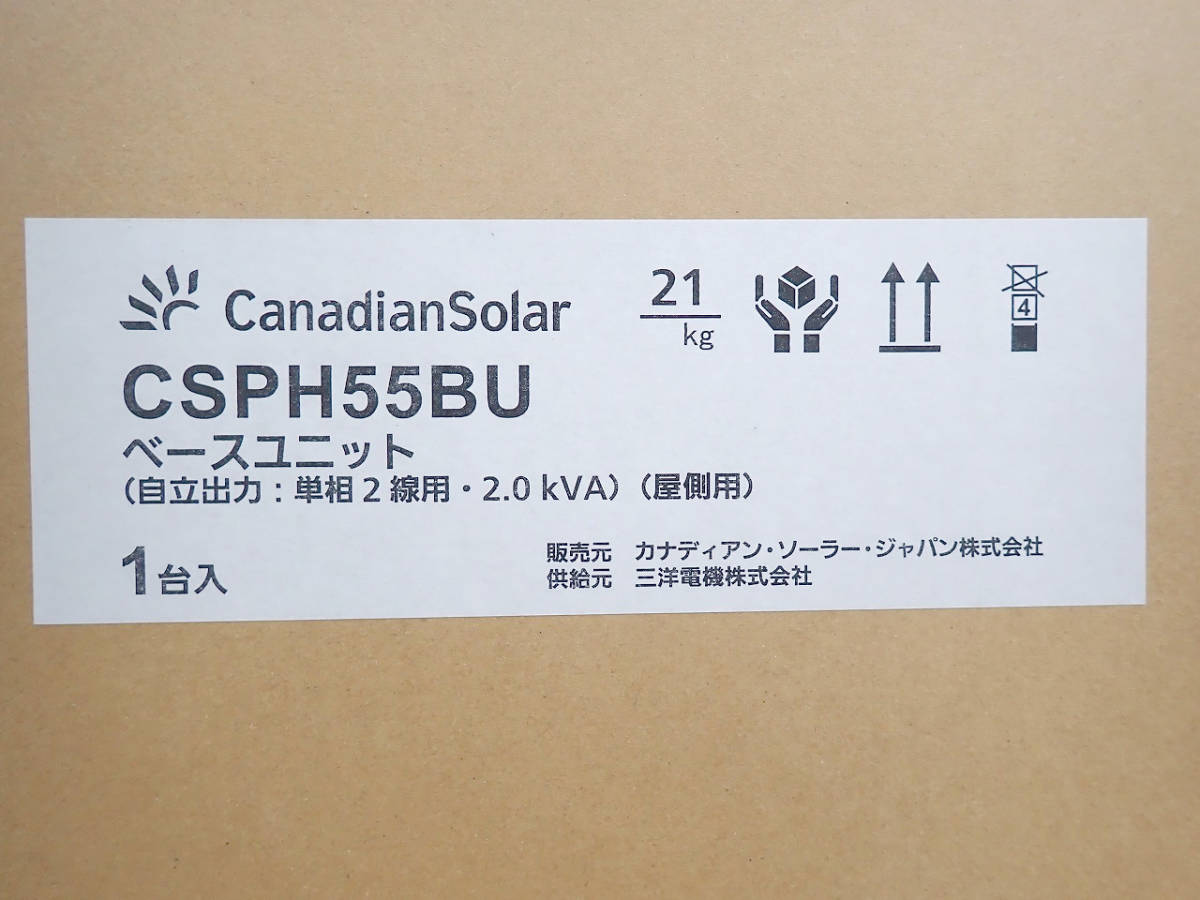 CanadianSolar
21
kg
4
CSPH55BU
ベースユニット
（自立出力：単相2線用・2.0 kVA）（屋側用）
1台入
販売元 カナディアン・ソーラー・ジャパン株式会社
供給元 三洋電機株式会社